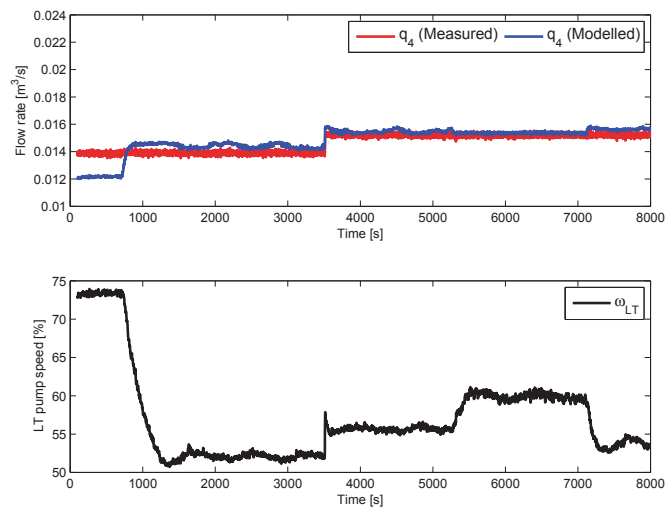 0.024
0.022
0.02
0.018
0.016
0.014
0.012
0.01
Flow rate [m³/s]
q₄ (Measured) q₄ (Modelled)
0 1000 2000 3000 4000 5000 6000 7000 8000
Time [s]
75
70
65
60
55
50
LT pump speed [%]
ω_LT
0 1000 2000 3000 4000 5000 6000 7000 8000
Time [s]